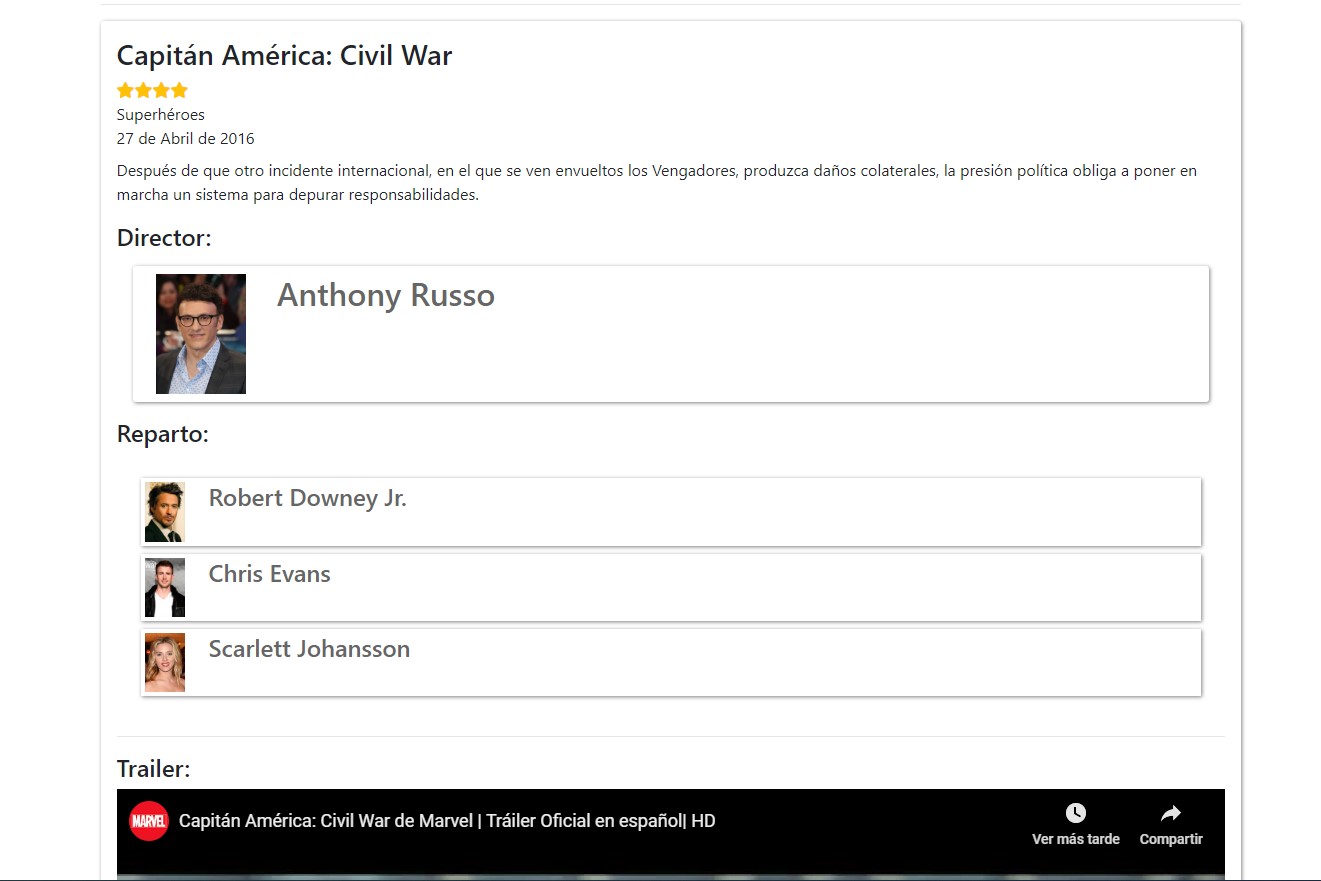 Capitán América: Civil War
Superhéroes
27 de Abril de 2016
Después de que otro incidente internacional, en el que se ven envueltos los Vengadores, produzca daños colaterales, la presión política obliga a poner en
marcha un sistema para depurar responsabilidades.
Director:
Anthony Russo
Reparto:
Robert Downey Jr.
Chris Evans
Scarlett Johansson
Trailer:
MARVEL
Capitán América: Civil War de Marvel | Tráiler Oficial en español| HD
Ver más tarde
Compartir